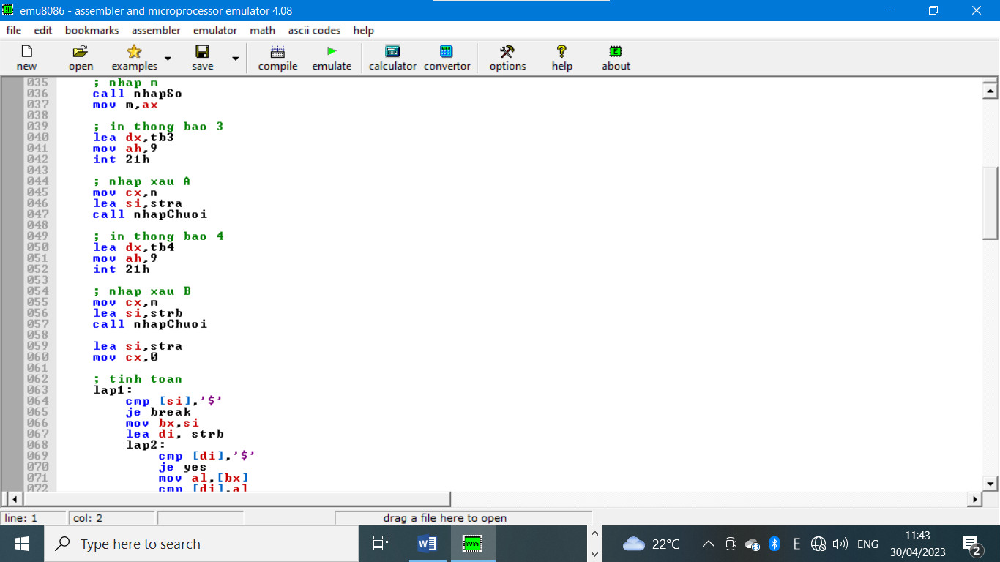 emu8086 - assembler and microprocessor emulator 4.08
file edit bookmarks assembler emulator math ascii codes help
new open examples save compile emulate calculator convertor options help about
035 ; nhap m
036 call nhapSo
037 mov m,ax
038
039 ; in thong bao 3
040 lea dx,tb3
041 mov ah,9
042 int 21h
043
044 ; nhap xau A
045 mov cx,n
046 lea si,stra
047 call nhapChuoi
048
049 ; in thong bao 4
050 lea dx,tb4
051 mov ah,9
052 int 21h
053
054 ; nhap xau B
055 mov cx,m
056 lea si,strb
057 call nhapChuoi
058
059 lea si,stra
060 mov cx,0
061
062 ; tinh toan
063 lap1:
064 cmp [si],'$'
065 je break
066 mov bx,si
067 lea di, strb
068 lap2:
069 cmp [di],'$'
070 je yes
071 mov al,[bx]
072 cmp [di],al
line: 1 col: 2 drag a file here to open
Type here to search
22°C
ENG
11:43
30/04/2023
2